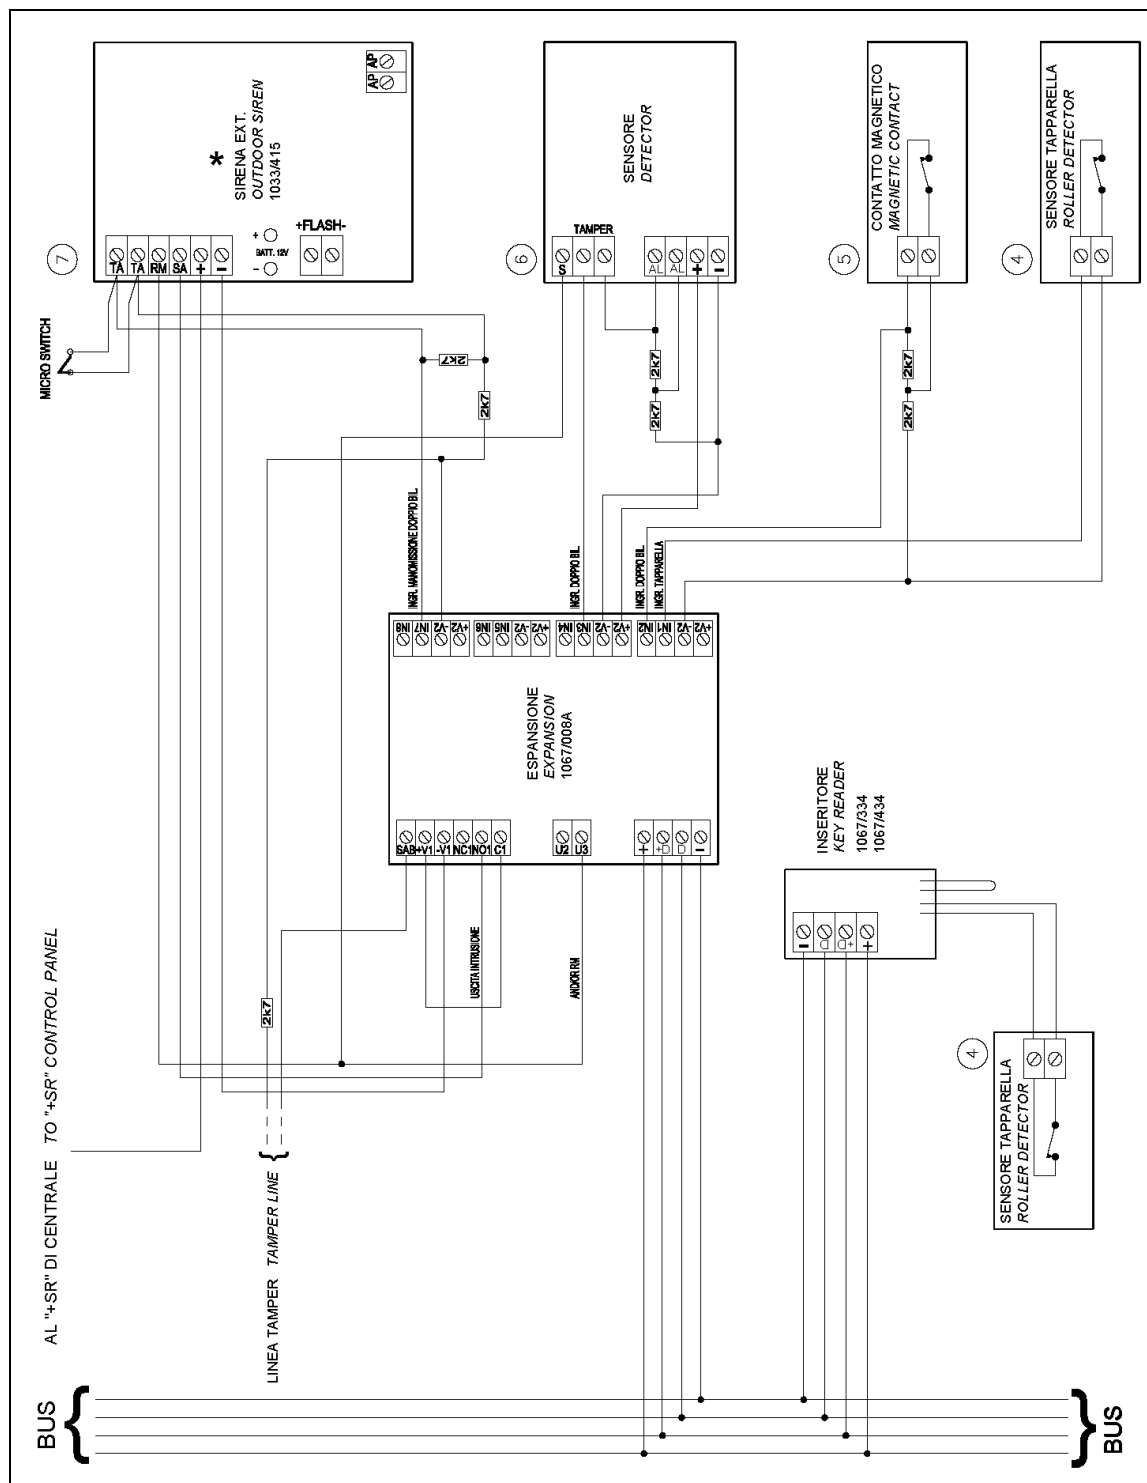 7
*
SIRENA EXT.
OUTDOOR SIREN
1033/415
AP
AP
+FLASH-
+
BATT. 12V
-
TA
TA
RM
SA
+
-
MICRO SWITCH
6
SENSORE
DETECTOR
TAMPER
S
AL
AL
+
-
5
CONTATTO MAGNETICO
MAGNETIC CONTACT
4
SENSORE TAPPARELLA
ROLLER DETECTOR
2k7
2k7
2k7
2k7
2k7
2k7
INGR. MANOMISSIONE DOPPIO BIL.
INGR. DOPPIO BIL.
INGR. DOPPIO BIL.
INGR. TAPPARELLA
IN8
IN7
-V2
+V2
IN6
IN5
-V2
+V2
IN4
IN3
-V2
+V2
IN2
IN1
-V2
+V2
ESPANSIONE
EXPANSION
1067/008A
SAB
+V1
-V1
NC1
NO1
C1
U2
U3
+
+D
D
-
USCITA INTRUSIONE
AND/OR RM
INSERITORE
KEY READER
1067/334
1067/434
-
D
+D
+
4
SENSORE TAPPARELLA
ROLLER DETECTOR
2k7
AL "+SR" DI CENTRALE TO "+SR" CONTROL PANEL
LINEA TAMPER TAMPER LINE
BUS {
} BUS